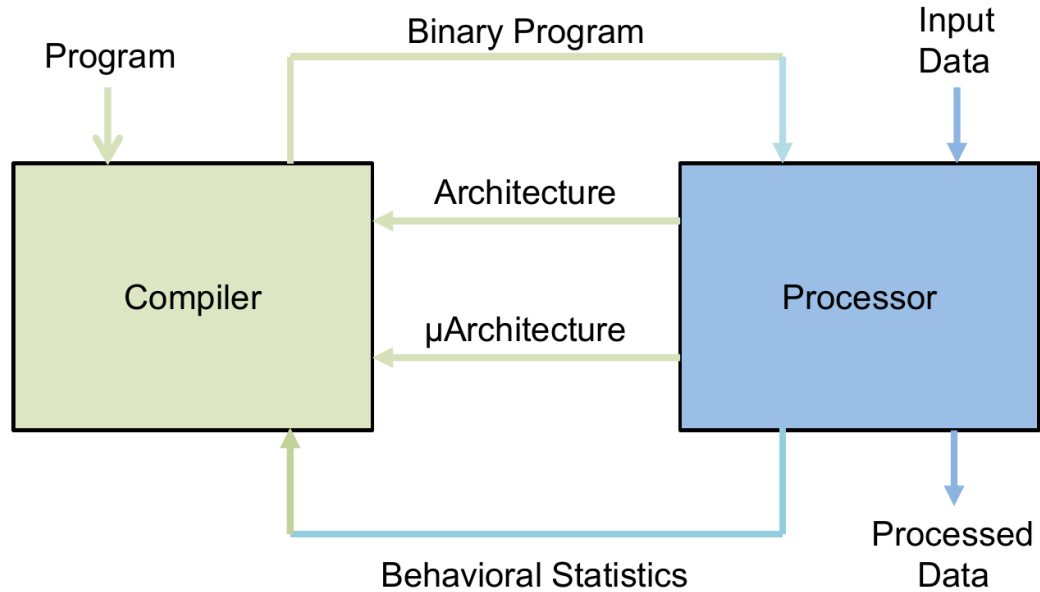 Program
Binary Program
Input
Data
Architecture
Compiler
µArchitecture
Processor
Behavioral Statistics
Processed
Data